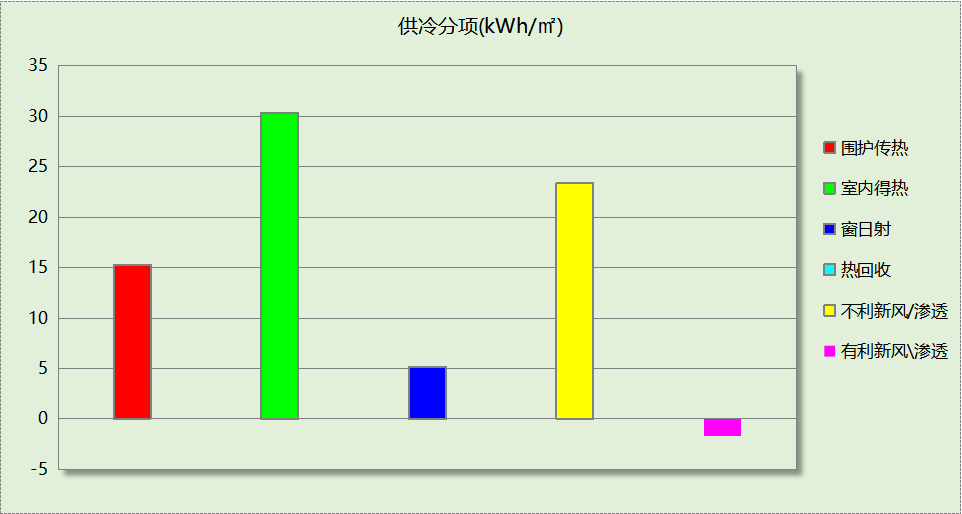 供冷分项(kWh/㎡)
35
30
25
20
15
10
5
0
-5
围护传热
室内得热
窗日射
热回收
不利新风/渗透
有利新风\渗透